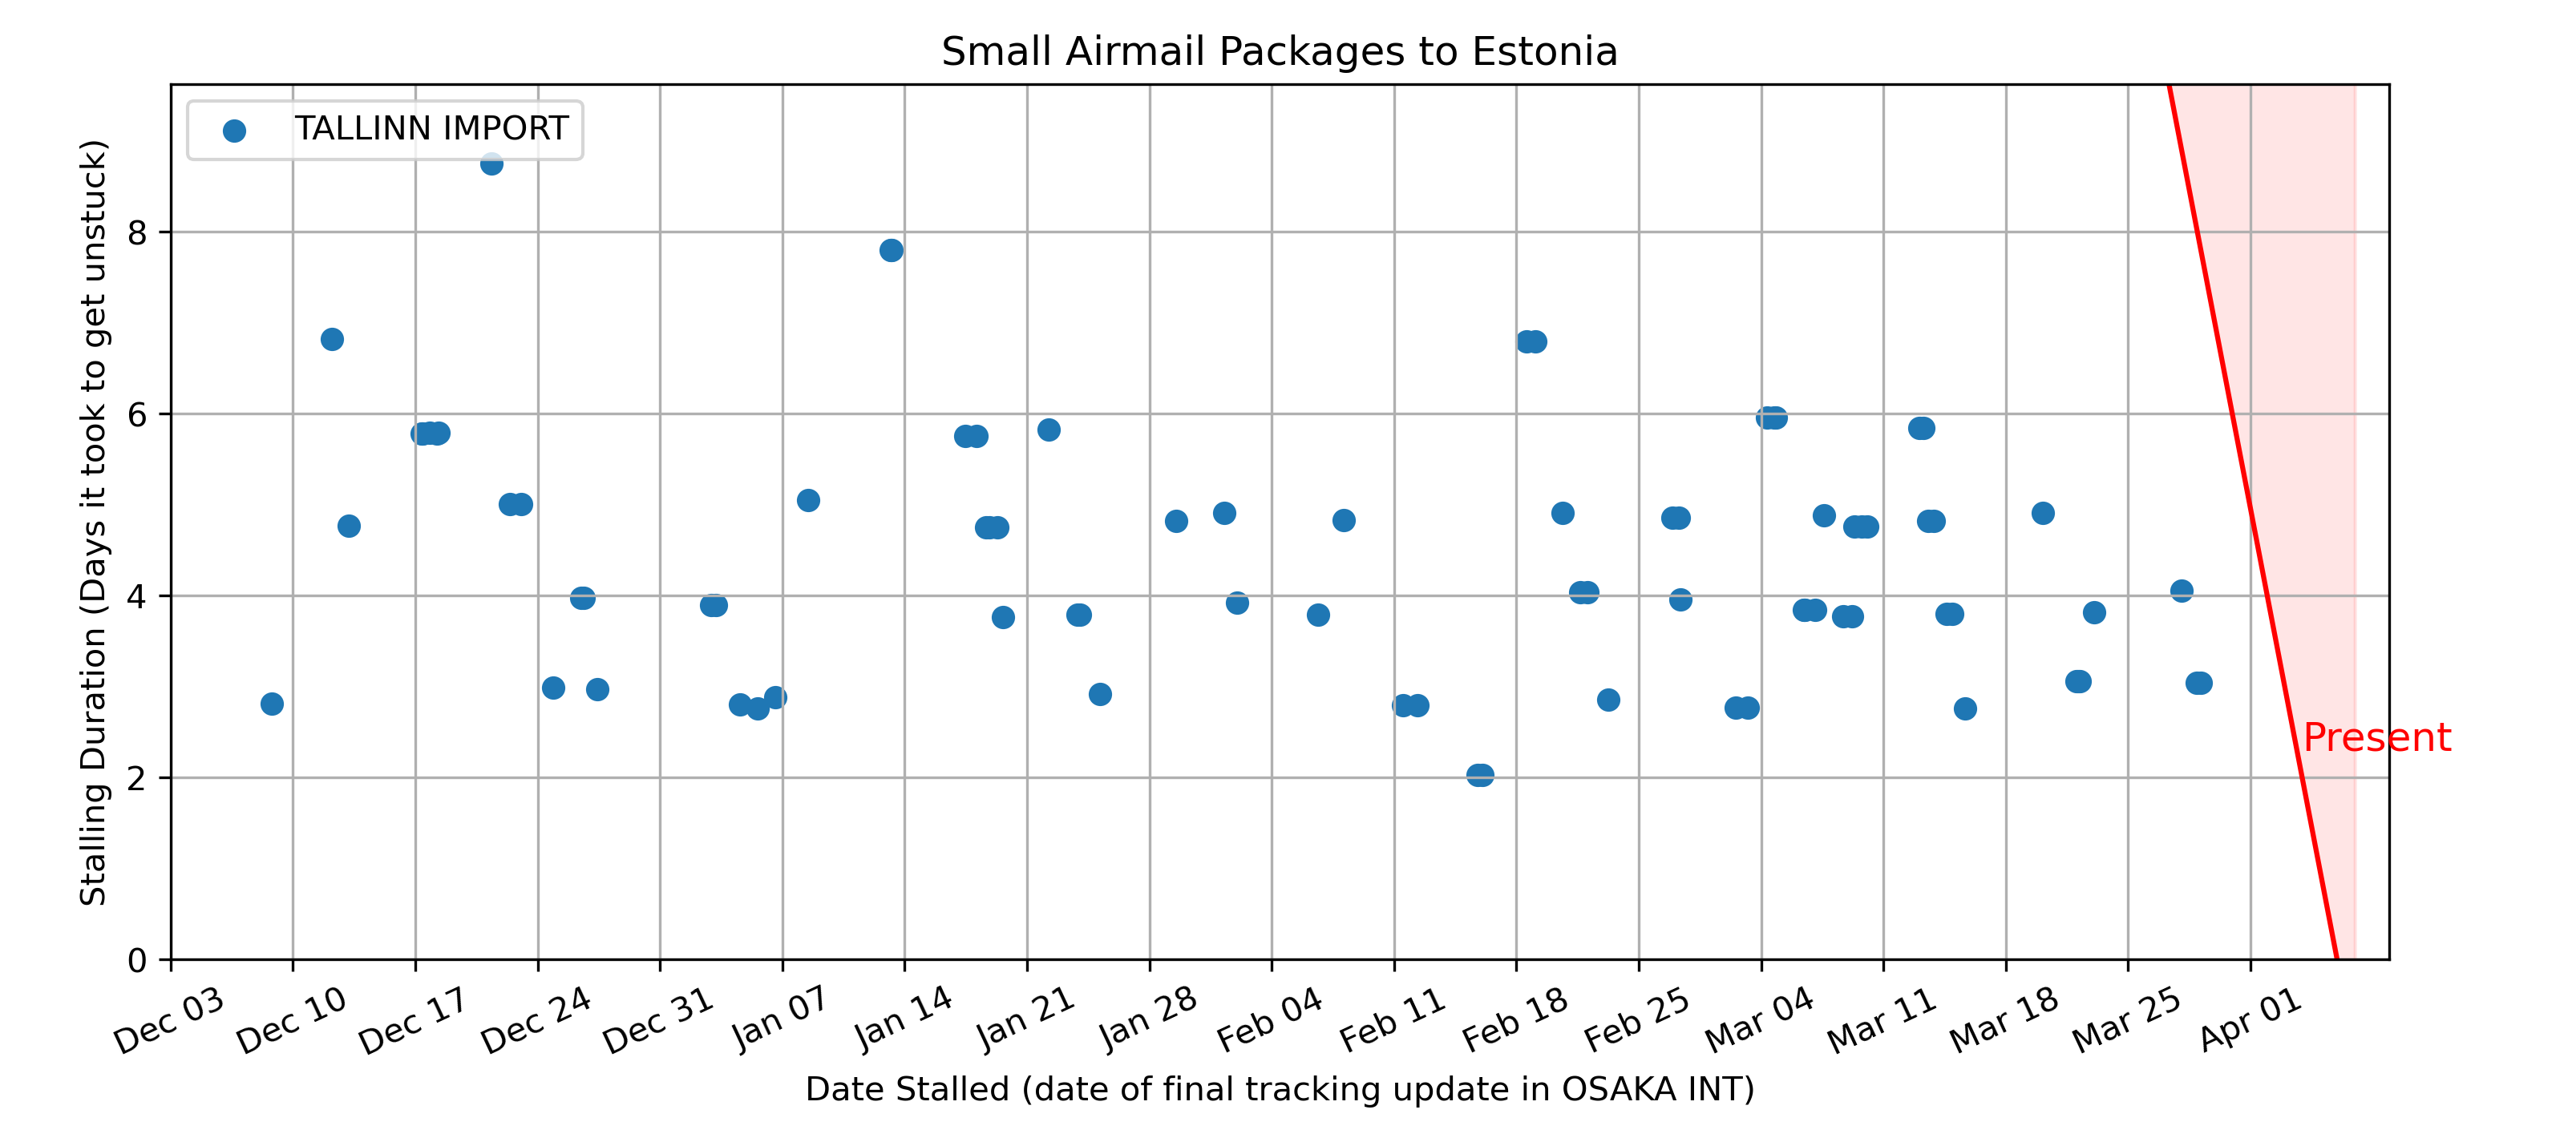 Small Airmail Packages to Estonia
TALLINN IMPORT
Stalling Duration (Days it took to get unstuck)
8
6
4
2
0
Present
Dec 03
Dec 10
Dec 17
Dec 24
Dec 31
Jan 07
Jan 14
Jan 21
Jan 28
Feb 04
Feb 11
Feb 18
Feb 25
Mar 04
Mar 11
Mar 18
Mar 25
Apr 01
Date Stalled (date of final tracking update in OSAKA INT)